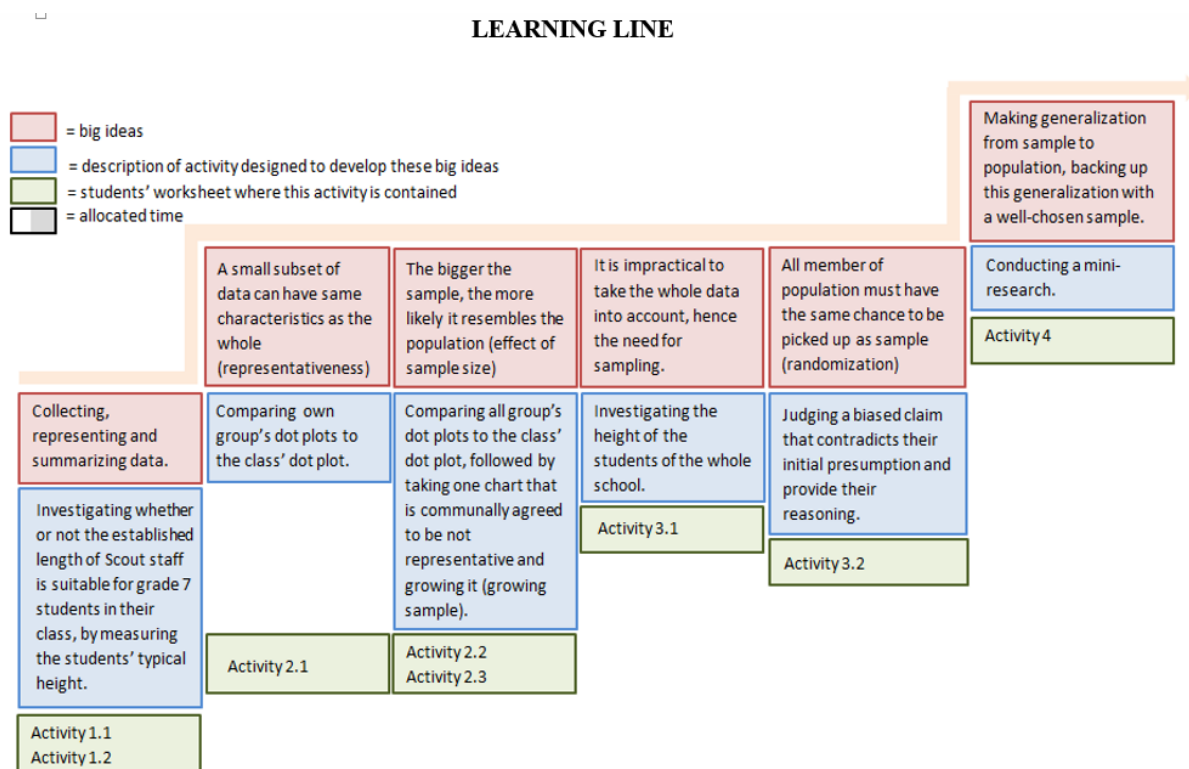 LEARNING LINE
= big ideas
= description of activity designed to develop these big ideas
= students' worksheet where this activity is contained
= allocated time
Collecting,
representing and
summarizing data.
Investigating whether
or not the established
length of Scout staff
is suitable for grade 7
students in their
class, by measuring
the students' typical
height.
Activity 1.1
Activity 1.2
A small subset of
data can have same
characteristics as the
whole
(representativeness)
Comparing own
group's dot plots to
the class' dot plot.
Activity 2.1
The bigger the
sample, the more
likely it resembles the
population (effect of
sample size)
Comparing all group's
dot plots to the class'
dot plot, followed by
taking one chart that
is communally agreed
to be not
representative and
growing it (growing
sample).
Activity 2.2
Activity 2.3
It is impractical to
take the whole data
into account, hence
the need for
sampling.
Investigating the
height of the
students of the whole
school.
Activity 3.1
All member of
population must have
the same chance to be
picked up as sample
(randomization)
Judging a biased claim
that contradicts their
initial presumption and
provide their
reasoning.
Activity 3.2
Making generalization
from sample to
population, backing up
this generalization with
a well-chosen sample.
Conducting a mini-
research.
Activity 4